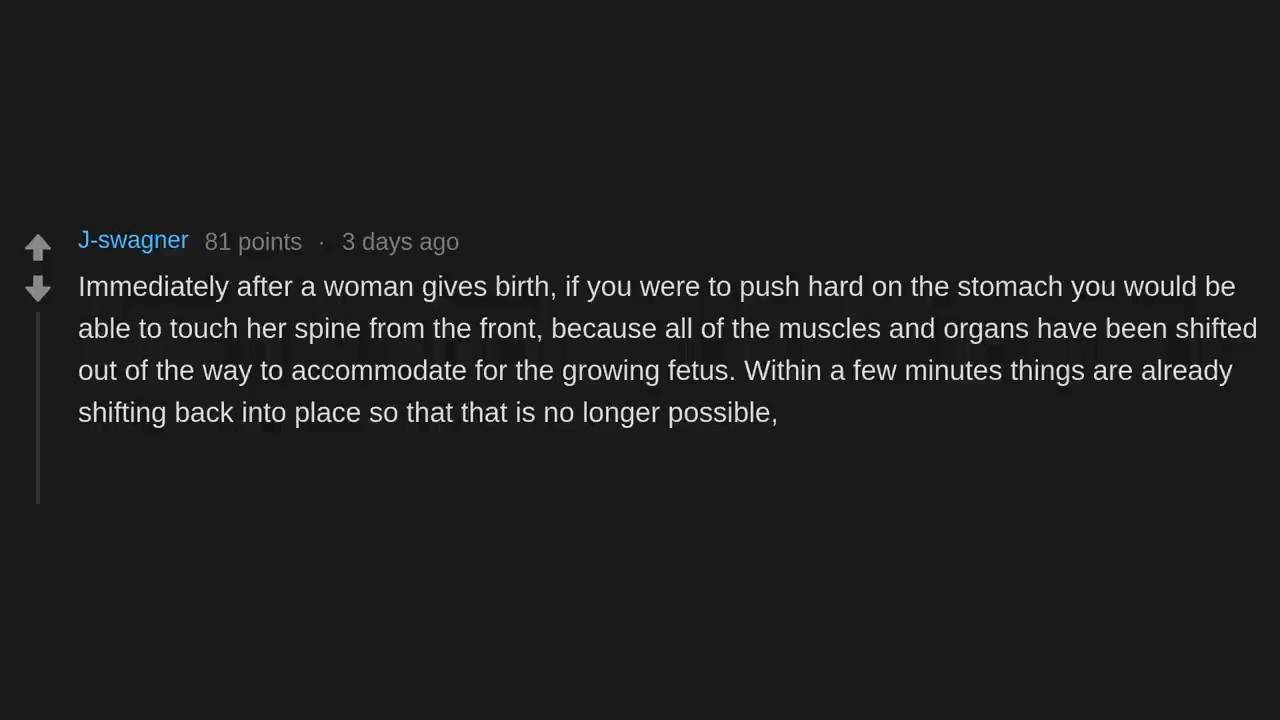 J-swagner 81 points · 3 days ago
Immediately after a woman gives birth, if you were to push hard on the stomach you would be
able to touch her spine from the front, because all of the muscles and organs have been shifted
out of the way to accommodate for the growing fetus. Within a few minutes things are already
shifting back into place so that that is no longer possible,